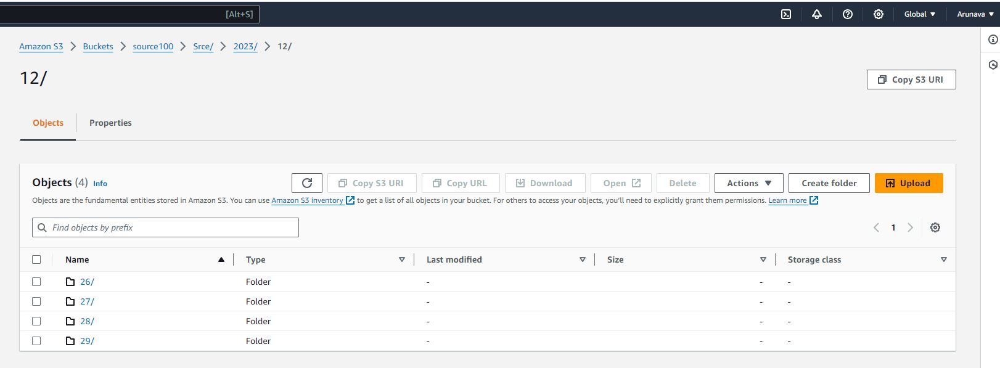 [Alt+S] Global Arunava
Amazon S3 Buckets source100 Srce/ 2023/ 12/
12/
Copy S3 URI
Objects Properties
Objects (4) Info Copy S3 URI Copy URL Download Open Delete Actions Create folder Upload
Objects are the fundamental entities stored in Amazon S3. You can use Amazon S3 inventory to get a list of all objects in your bucket. For others to access your objects, you'll need to explicitly grant them permissions. Learn more
Find objects by prefix 1
Name Type Last modified Size Storage class
26/ Folder - - -
27/ Folder - - -
28/ Folder - - -
29/ Folder - - -